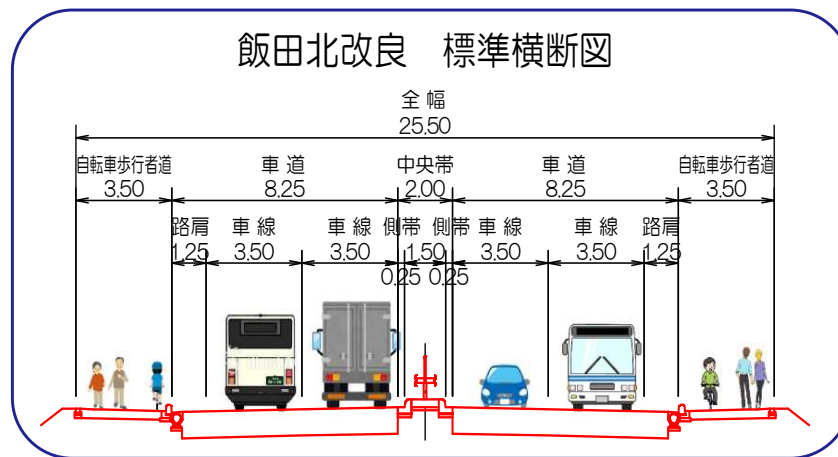 飯田北改良　標準横断図
全幅
25.50
自転車歩行者道 車道 中央帯 車道 自転車歩行者道
3.50 8.25 2.00 8.25 3.50
路肩 車線 車線 側帯 側帯 車線 車線 路肩
1.25 3.50 3.50 1.50 3.50 3.50 1.25
0.25 0.25